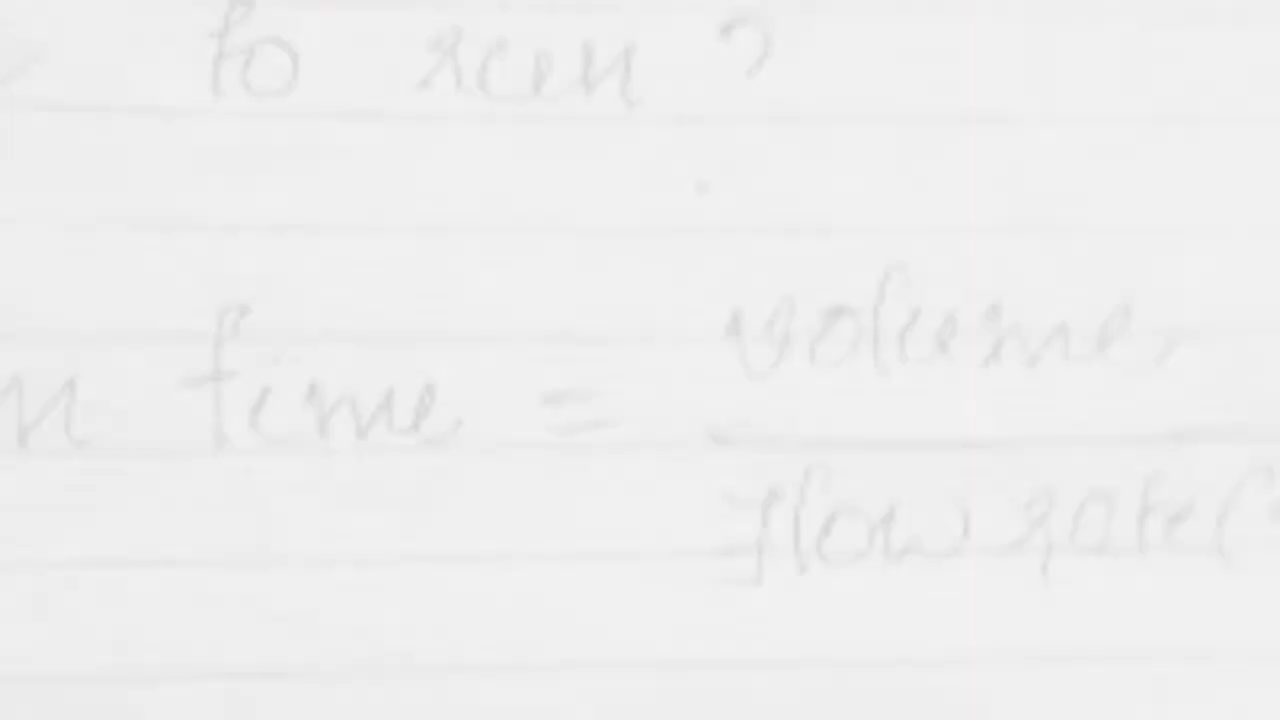 to run?
n time = volume
flow rate(